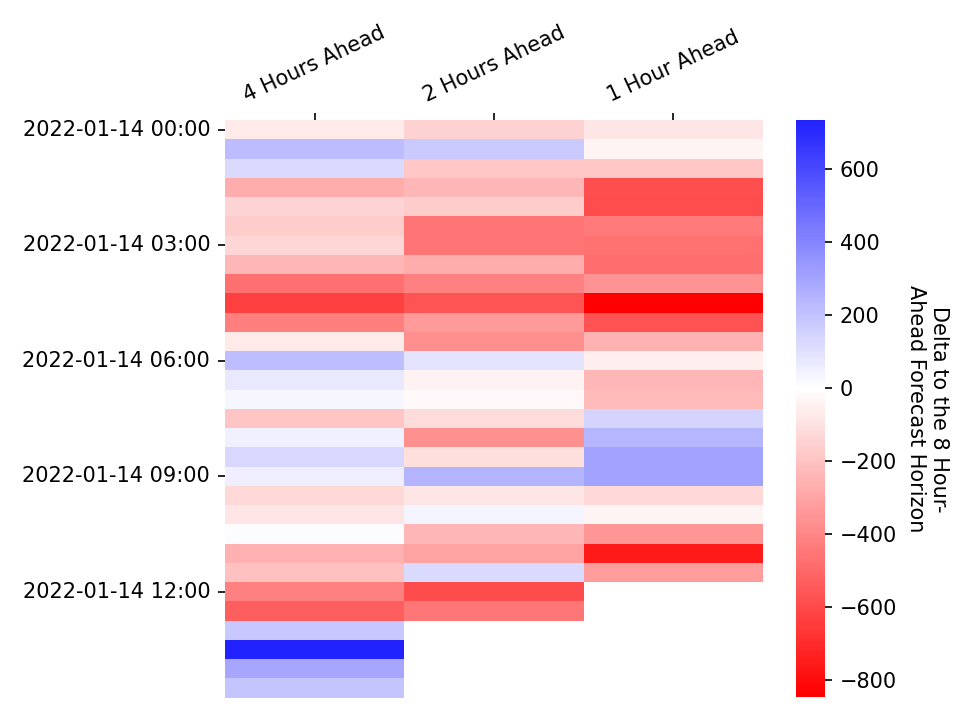 4 Hours Ahead
2 Hours Ahead
1 Hour Ahead
2022-01-14 00:00
2022-01-14 03:00
2022-01-14 06:00
2022-01-14 09:00
2022-01-14 12:00
600
400
200
0
−200
−400
−600
−800
Delta to the 8 Hour-
Ahead Forecast Horizon